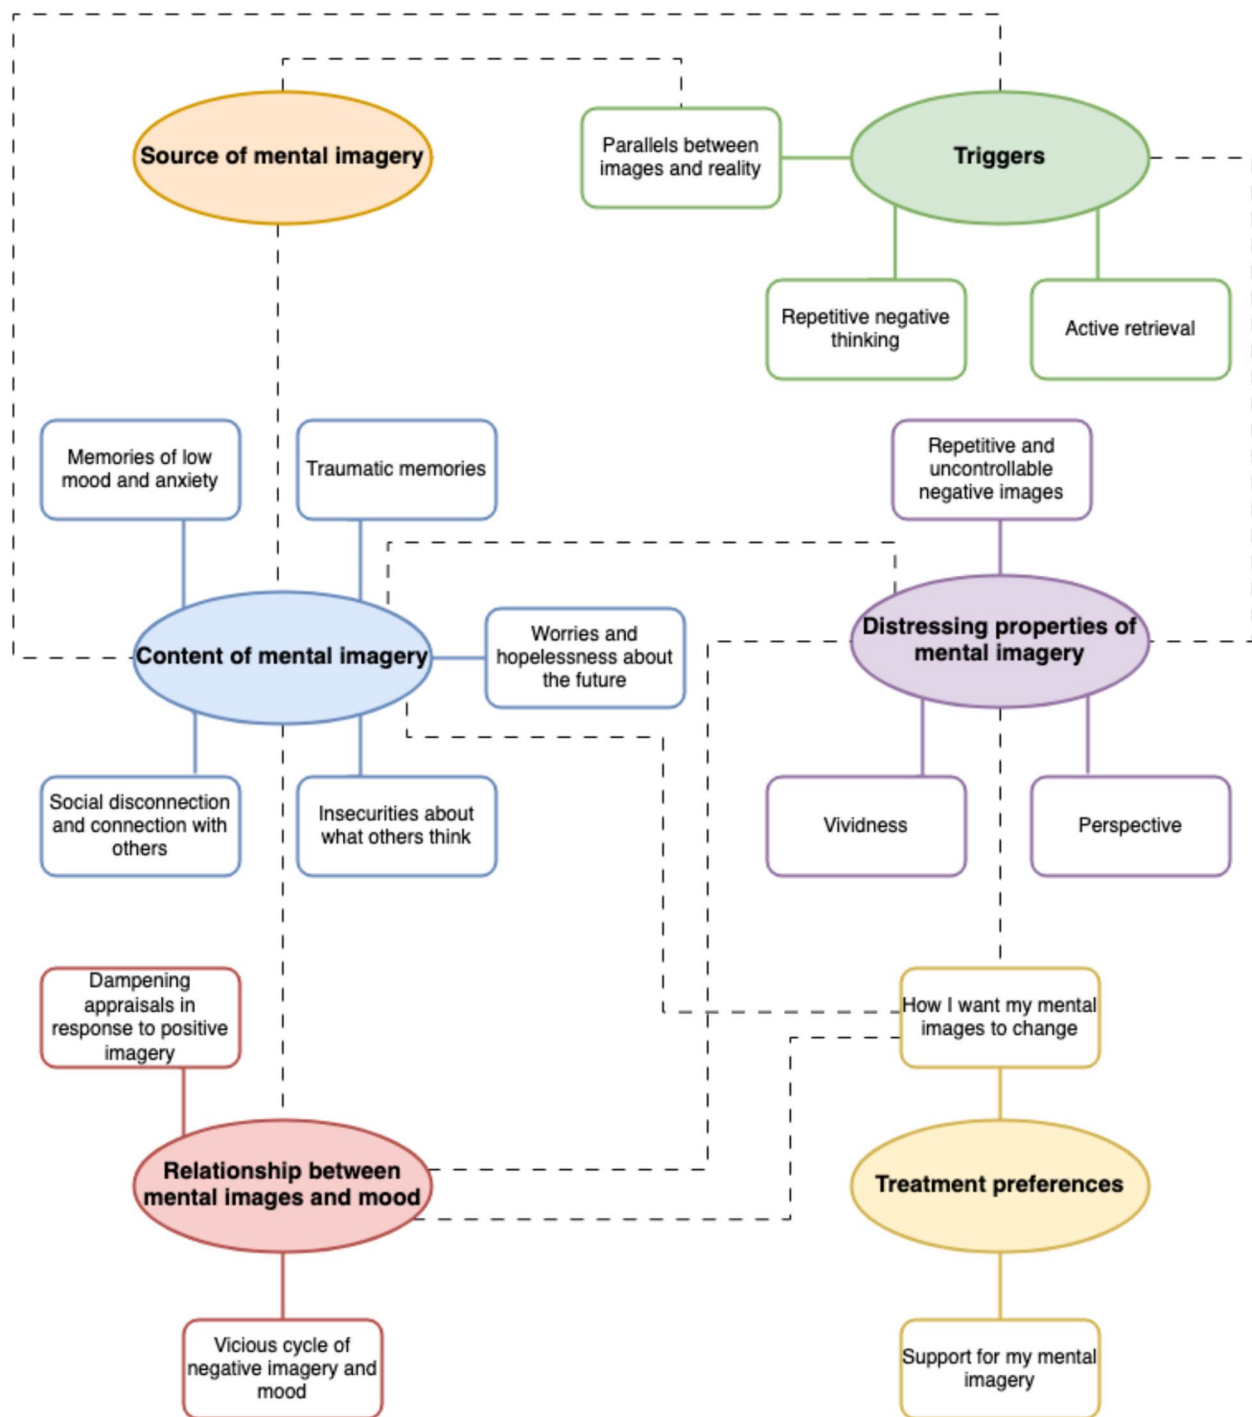 Source of mental imagery
Parallels between
images and reality
Triggers
Repetitive negative
thinking
Active retrieval
Memories of low
mood and anxiety
Traumatic memories
Repetitive and
uncontrollable
negative images
Content of mental imagery
Worries and
hopelessness about
the future
Distressing properties of
mental imagery
Social disconnection
and connection with
others
Insecurities about
what others think
Vividness
Perspective
Dampening
appraisals in
response to positive
imagery
How I want my mental
images to change
Relationship between
mental images and mood
Treatment preferences
Vicious cycle of
negative imagery and
mood
Support for my mental
imagery